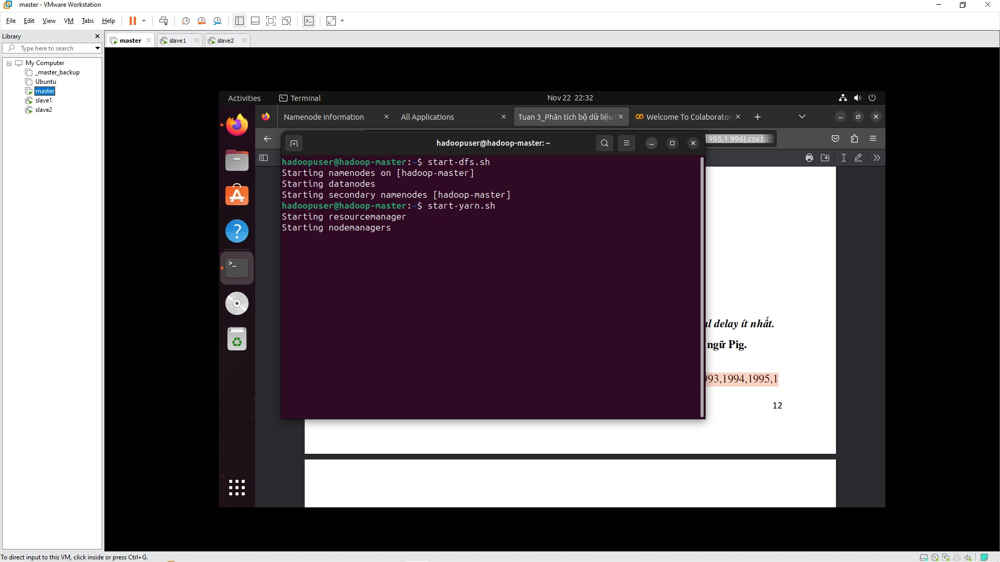 master - VMware Workstation
File Edit View VM Tabs Help
Library
Type here to search
My Computer
_master_backup
Ubuntu
master
slave1
slave2
master slave1 slave2
Activities Terminal Nov 22 22:32
Namenode information All Applications Tuan 3_Phân tích bộ dữ liệu Welcome To Colaboratory
1995,1 996}.csv.bz2
hadoopuser@hadoop-master: ~
hadoopuser@hadoop-master:~$ start-dfs.sh
Starting namenodes on [hadoop-master]
Starting datanodes
Starting secondary namenodes [hadoop-master]
hadoopuser@hadoop-master:~$ start-yarn.sh
Starting resourcemanager
Starting nodemanagers
delay ít nhất.
ngữ Pig.
93,1994,1995,1
12
To direct input to this VM, click inside or press Ctrl+G.